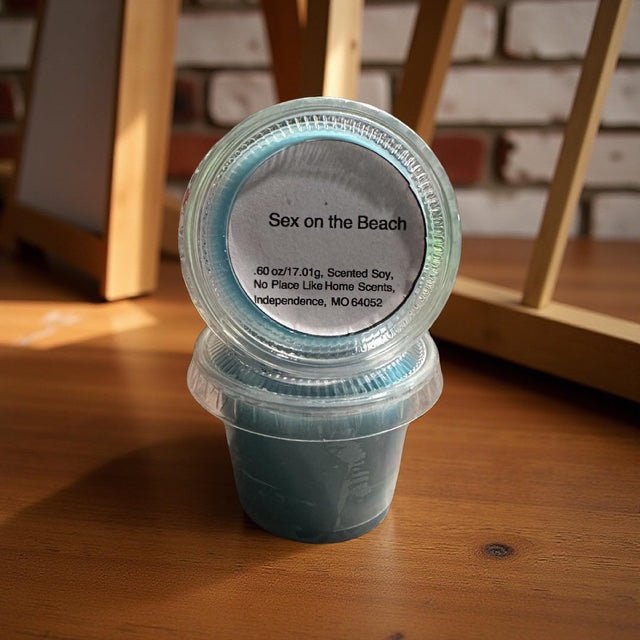 Sex on the Beach
.60 oz/17.01g, Scented Soy,
No Place Like Home Scents,
Independence, MO 64052